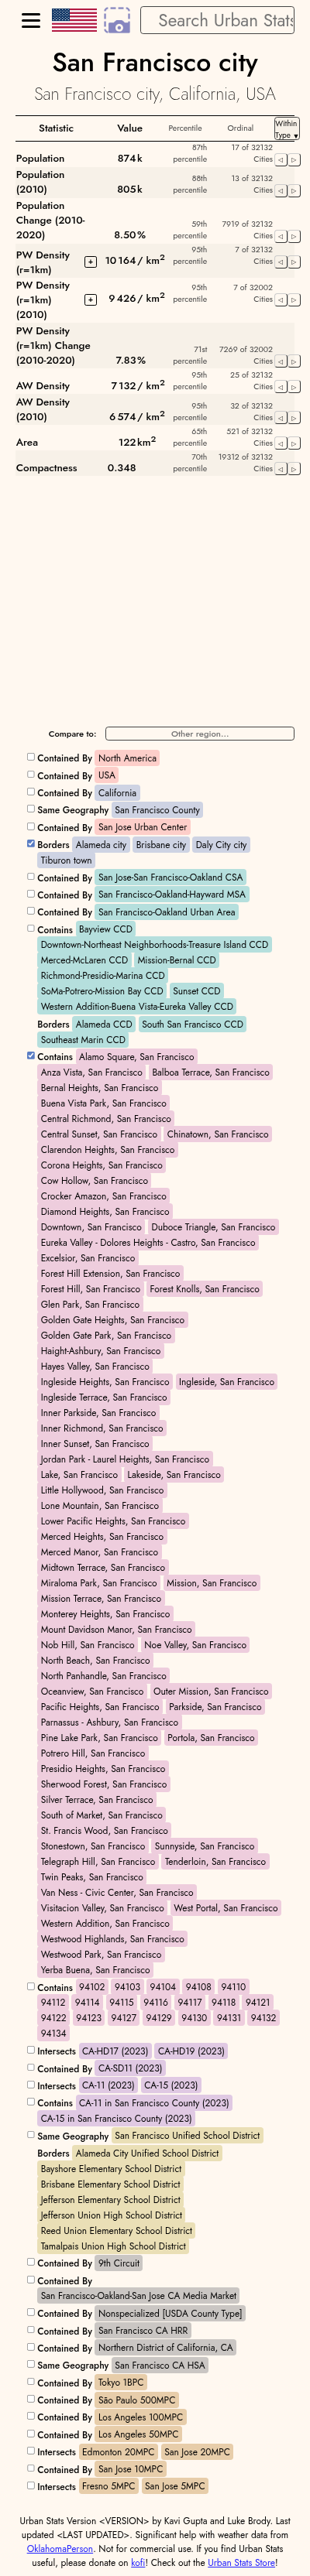 Search Urban Stats
San Francisco city
San Francisco city, California, USA
Statistic Value Percentile Ordinal Within Type ▼
Population 874k 87th percentile 17 of 32132 Cities
Population (2010) 805k 88th percentile 13 of 32132 Cities
Population Change (2010-2020) 8.50% 59th percentile 7919 of 32132 Cities
PW Density (r=1km) + 10 164 / km2 95th percentile 7 of 32132 Cities
PW Density (r=1km) (2010) + 9 426 / km2 95th percentile 7 of 32002 Cities
PW Density (r=1km) Change (2010-2020) 7.83% 71st percentile 7269 of 32002 Cities
AW Density 7 132 / km2 95th percentile 25 of 32132 Cities
AW Density (2010) 6 574 / km2 95th percentile 32 of 32132 Cities
Area 122 km2 65th percentile 521 of 32132 Cities
Compactness 0.348 70th percentile 19312 of 32132 Cities
Compare to: Other region...
Contained By North America
Contained By USA
Contained By California
Same Geography San Francisco County
Contained By San Jose Urban Center
Borders Alameda city Brisbane city Daly City city
Tiburon town
Contained By San Jose-San Francisco-Oakland CSA
Contained By San Francisco-Oakland-Hayward MSA
Contained By San Francisco-Oakland Urban Area
Contains Bayview CCD
Downtown-Northeast Neighborhoods-Treasure Island CCD
Merced-McLaren CCD Mission-Bernal CCD
Richmond-Presidio-Marina CCD
SoMa-Potrero-Mission Bay CCD Sunset CCD
Western Addition-Buena Vista-Eureka Valley CCD
Borders Alameda CCD South San Francisco CCD
Southeast Marin CCD
Contains Alamo Square, San Francisco
Anza Vista, San Francisco Balboa Terrace, San Francisco
Bernal Heights, San Francisco
Buena Vista Park, San Francisco
Central Richmond, San Francisco
Central Sunset, San Francisco Chinatown, San Francisco
Clarendon Heights, San Francisco
Corona Heights, San Francisco
Cow Hollow, San Francisco
Crocker Amazon, San Francisco
Diamond Heights, San Francisco
Downtown, San Francisco Duboce Triangle, San Francisco
Eureka Valley - Dolores Heights - Castro, San Francisco
Excelsior, San Francisco
Forest Hill Extension, San Francisco
Forest Hill, San Francisco Forest Knolls, San Francisco
Glen Park, San Francisco
Golden Gate Heights, San Francisco
Golden Gate Park, San Francisco
Haight-Ashbury, San Francisco
Hayes Valley, San Francisco
Ingleside Heights, San Francisco Ingleside, San Francisco
Ingleside Terrace, San Francisco
Inner Parkside, San Francisco
Inner Richmond, San Francisco
Inner Sunset, San Francisco
Jordan Park - Laurel Heights, San Francisco
Lake, San Francisco Lakeside, San Francisco
Little Hollywood, San Francisco
Lone Mountain, San Francisco
Lower Pacific Heights, San Francisco
Merced Heights, San Francisco
Merced Manor, San Francisco
Midtown Terrace, San Francisco
Miraloma Park, San Francisco Mission, San Francisco
Mission Terrace, San Francisco
Monterey Heights, San Francisco
Mount Davidson Manor, San Francisco
Nob Hill, San Francisco Noe Valley, San Francisco
North Beach, San Francisco
North Panhandle, San Francisco
Oceanview, San Francisco Outer Mission, San Francisco
Pacific Heights, San Francisco Parkside, San Francisco
Parnassus - Ashbury, San Francisco
Pine Lake Park, San Francisco Portola, San Francisco
Potrero Hill, San Francisco
Presidio Heights, San Francisco
Sherwood Forest, San Francisco
Silver Terrace, San Francisco
South of Market, San Francisco
St. Francis Wood, San Francisco
Stonestown, San Francisco Sunnyside, San Francisco
Telegraph Hill, San Francisco Tenderloin, San Francisco
Twin Peaks, San Francisco
Van Ness - Civic Center, San Francisco
Visitacion Valley, San Francisco West Portal, San Francisco
Western Addition, San Francisco
Westwood Highlands, San Francisco
Westwood Park, San Francisco
Yerba Buena, San Francisco
Contains 94102 94103 94104 94108 94110
94112 94114 94115 94116 94117 94118 94121
94122 94123 94127 94129 94130 94131 94132
94134
Intersects CA-HD17 (2023) CA-HD19 (2023)
Contained By CA-SD11 (2023)
Intersects CA-11 (2023) CA-15 (2023)
Contains CA-11 in San Francisco County (2023)
CA-15 in San Francisco County (2023)
Same Geography San Francisco Unified School District
Borders Alameda City Unified School District
Bayshore Elementary School District
Brisbane Elementary School District
Jefferson Elementary School District
Jefferson Union High School District
Reed Union Elementary School District
Tamalpais Union High School District
Contained By 9th Circuit
Contained By
San Francisco-Oakland-San Jose CA Media Market
Contained By Nonspecialized [USDA County Type]
Contained By San Francisco CA HRR
Contained By Northern District of California, CA
Same Geography San Francisco CA HSA
Contained By Tokyo 1BPC
Contained By São Paulo 500MPC
Contained By Los Angeles 100MPC
Contained By Los Angeles 50MPC
Intersects Edmonton 20MPC San Jose 20MPC
Contained By San Jose 10MPC
Intersects Fresno 5MPC San Jose 5MPC
Urban Stats Version <VERSION> by Kavi Gupta and Luke Brody. Last
updated <LAST UPDATED>. Significant help with weather data from
OklahomaPerson. Not for commercial use. If you find Urban Stats
useful, please donate on kofi! Check out the Urban Stats Store!